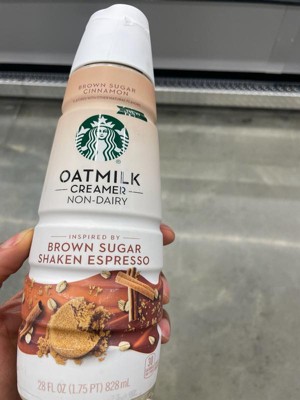 BROWN SUGAR
CINNAMON
OATMILK
CREAMER
NON-DAIRY
INSPIRED BY
BROWN SUGAR
SHAKEN ESPRESSO
28 FL OZ (1.75 PT) 828 mL